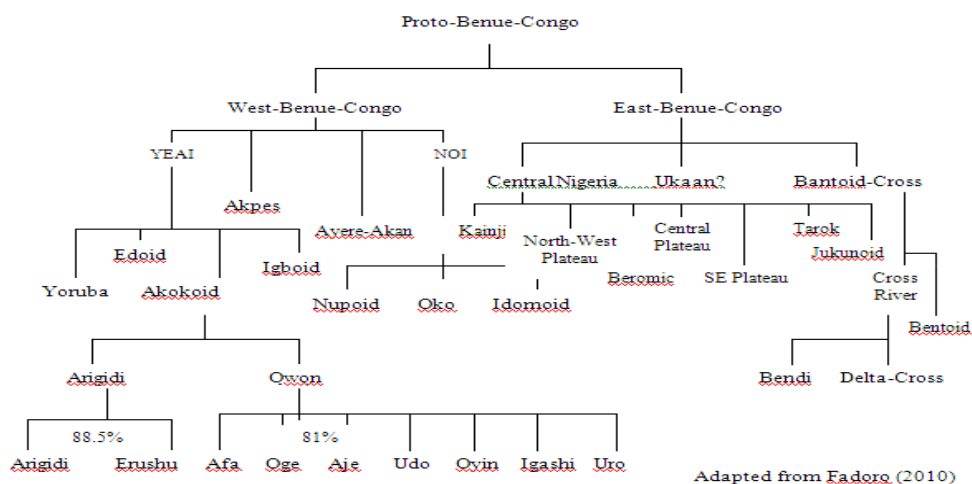 Proto-Benue-Congo
West-Benue-Congo
East-Benue-Congo
YEAI
NOI
Central Nigeria
Ukaan?
Bantoid-Cross
Akpes
Ayere-Akan
Kainji
North-West
Plateau
Central
Plateau
Tarok
Edoid
Igboid
Beromic
SE Plateau
Jukunoid
Cross
River
Yoruba
Akokoid
Nupoid
Oko
Idomoid
Bentoid
Arigidi
Owon
Bendi
Delta-Cross
88.5%
81%
Arigidi
Erushu
Afa
Oge
Aje
Udo
Oyin
Igashi
Uro
Adapted from Fadoro (2010)